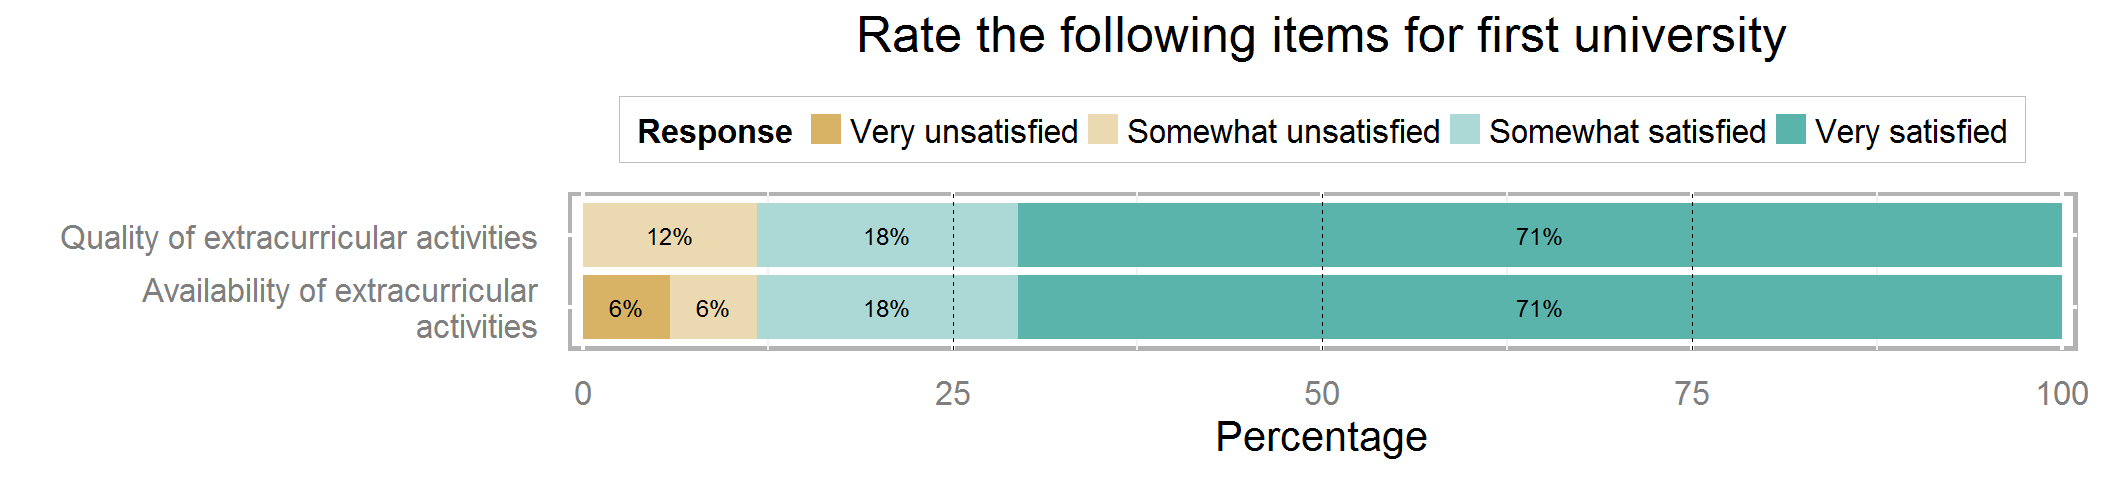 Rate the following items for first university
Response Very unsatisfied Somewhat unsatisfied Somewhat satisfied Very satisfied
Quality of extracurricular activities 12% 18% 71%
Availability of extracurricular
activities
6% 6% 18% 71%
0 25 50 75 100
Percentage